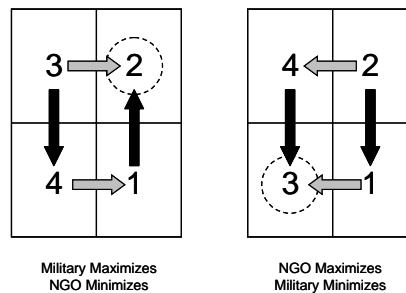 3 2
4 1
Military Maximizes
NGO Minimizes
4 2
3 1
NGO Maximizes
Military Minimizes